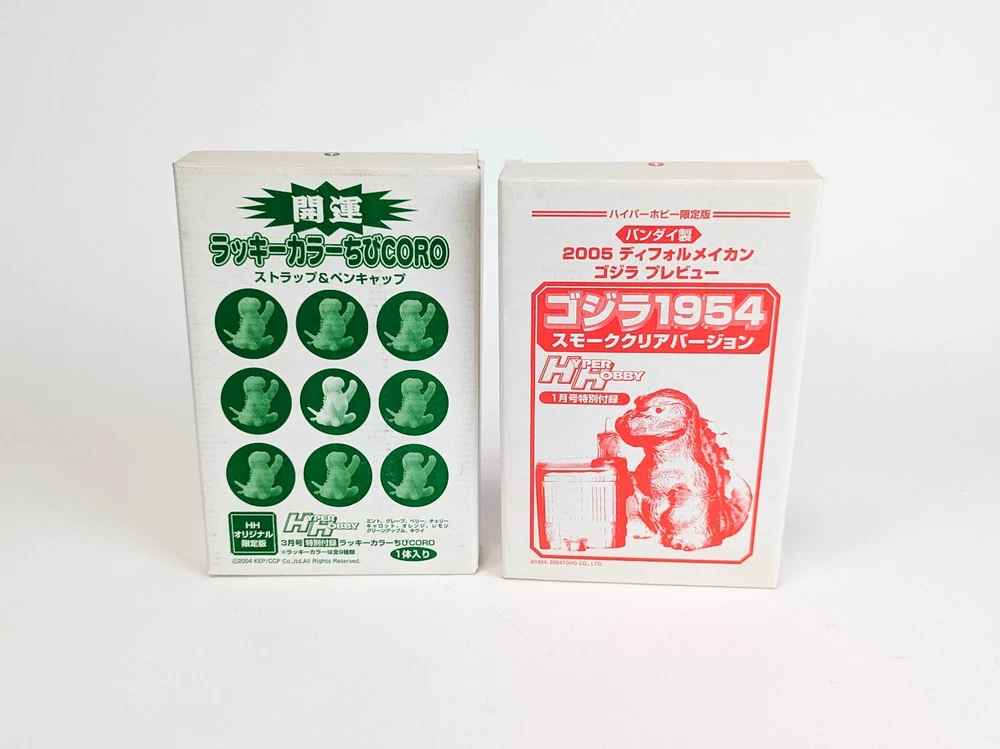 開運
ラッキーカラーちびCORO
ストラップ&ペンキャップ
HH
オリジナル
限定版
HYPER
HOBBY
ミント、グレープ、ベリー、チェリー
キャロット、オレンジ、レモン
グリーンアップル、キウイ
3月号 特別付録 ラッキーカラーちびCORO
※ラッキーカラーは全9種類
1体入り
©2004 KEP/CCP Co.,ltd.All Rights Reserved.
ハイパーホビー限定版
バンダイ製
2005 ディフォルメイカン
ゴジラ プレビュー
ゴジラ1954
スモーククリアバージョン
HYPER
HOBBY
1月号特別付録
©1954, 2004TOHO CO., LTD.